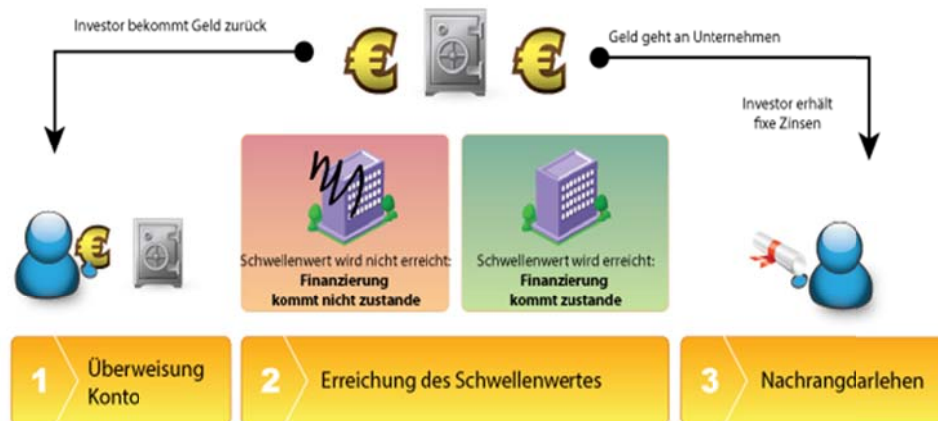 Investor bekommt Geld zurück
Geld geht an Unternehmen
Investor erhält
fixe Zinsen
Schwellenwert wird nicht erreicht:
Finanzierung
kommt nicht zustande
Schwellenwert wird erreicht:
Finanzierung
kommt zustande
1 Überweisung
Konto
2 Erreichung des Schwellenwertes
3 Nachrangdarlehen